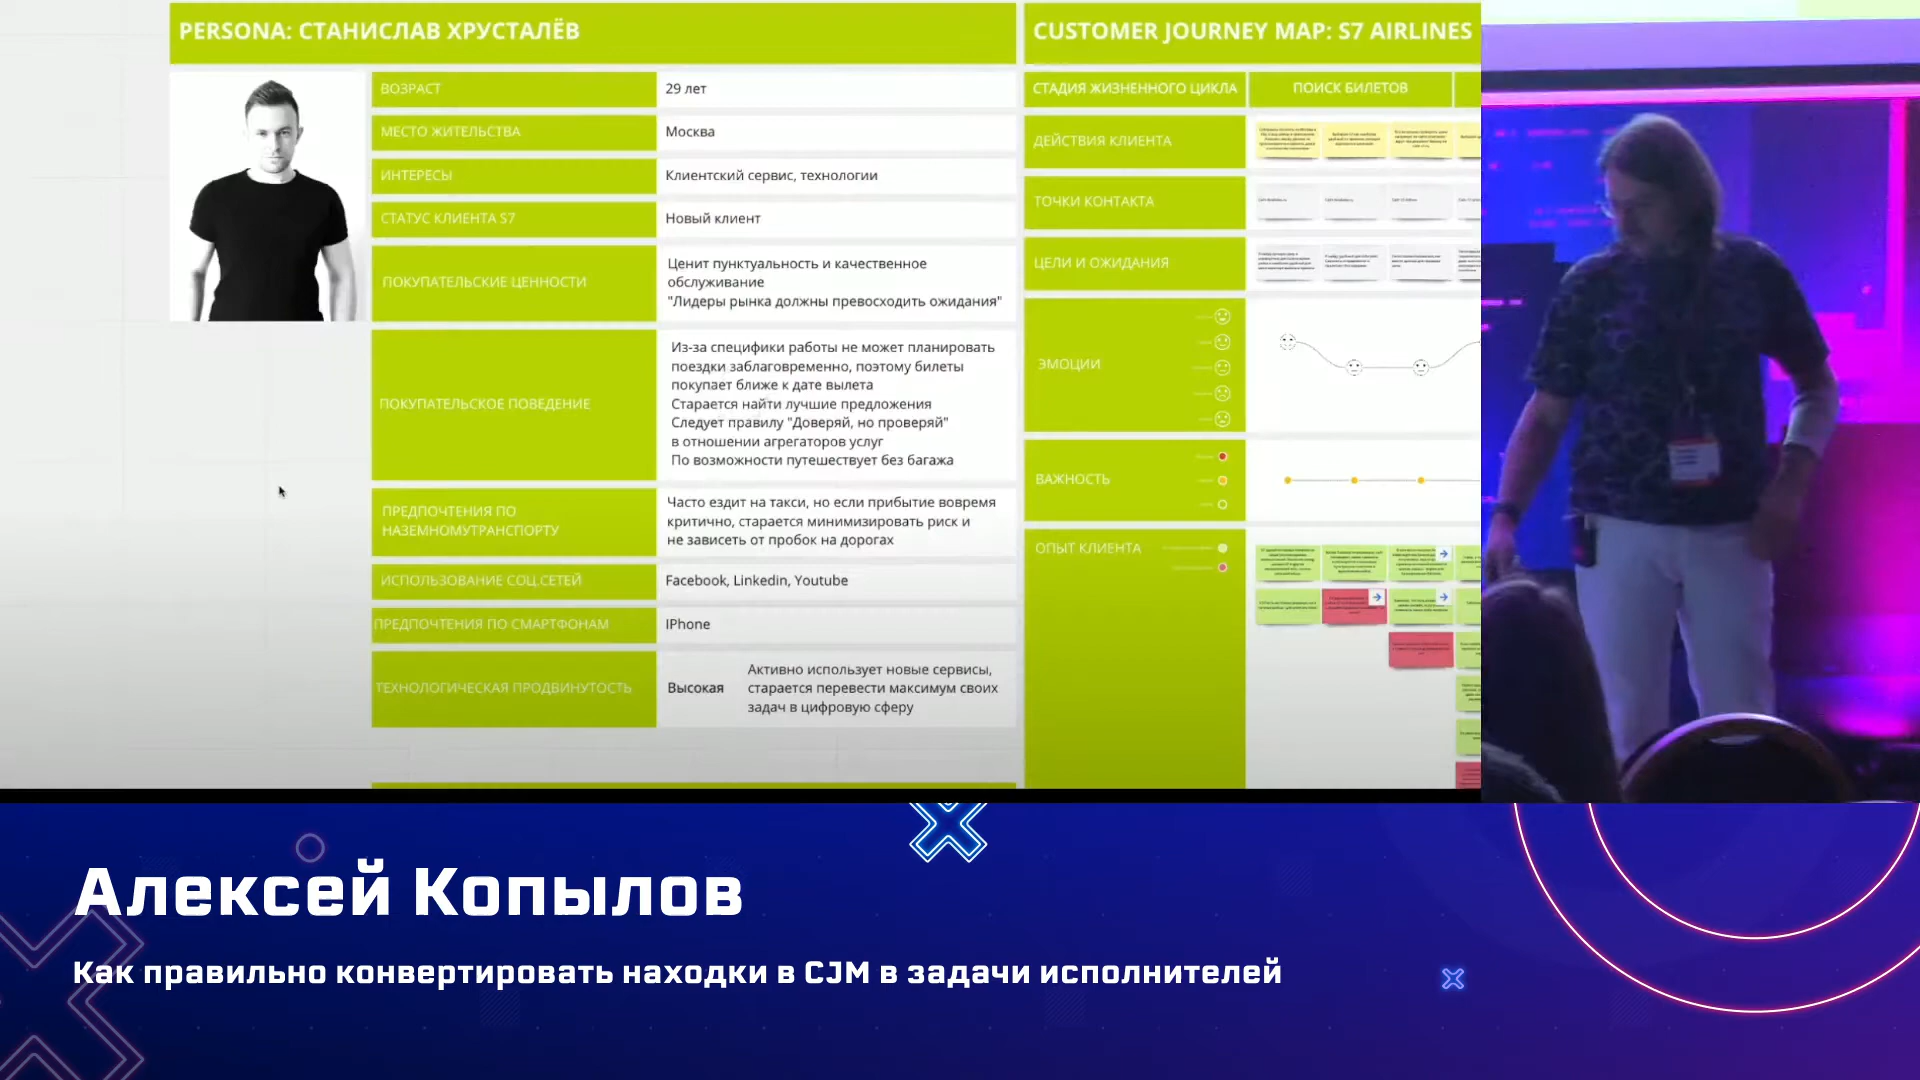 PERSONA: СТАНИСЛАВ ХРУСТАЛЁВ
ВОЗРАСТ
29 лет
МЕСТО ЖИТЕЛЬСТВА
Москва
ИНТЕРЕСЫ
Клиентский сервис, технологии
СТАТУС КЛИЕНТА S7
Новый клиент
ПОКУПАТЕЛЬСКИЕ ЦЕННОСТИ
Ценит пунктуальность и качественное
обслуживание
"Лидеры рынка должны превосходить ожидания"
ПОКУПАТЕЛЬСКОЕ ПОВЕДЕНИЕ
Из-за специфики работы не может планировать
поездки заблаговременно, поэтому билеты
покупает ближе к дате вылета
Старается найти лучшие предложения
Следует правилу "Доверяй, но проверяй"
в отношении агрегаторов услуг
По возможности путешествует без багажа
ПРЕДПОЧТЕНИЯ ПО
НАЗЕМНОМУТРАНСПОРТУ
Часто ездит на такси, но если прибытие вовремя
критично, старается минимизировать риск и
не зависеть от пробок на дорогах
ИСПОЛЬЗОВАНИЕ СОЦ.СЕТЕЙ
Facebook, Linkedin, Youtube
ПРЕДПОЧТЕНИЯ ПО СМАРТФОНАМ
IPhone
ТЕХНОЛОГИЧЕСКАЯ ПРОДВИНУТОСТЬ
Высокая
Активно использует новые сервисы,
старается перевести максимум своих
задач в цифровую сферу
CUSTOMER JOURNEY MAP: S7 AIRLINES
СТАДИЯ ЖИЗНЕННОГО ЦИКЛА
ПОИСК БИЛЕТОВ
ДЕЙСТВИЯ КЛИЕНТА
ТОЧКИ КОНТАКТА
ЦЕЛИ И ОЖИДАНИЯ
ЭМОЦИИ
ВАЖНОСТЬ
ОПЫТ КЛИЕНТА
Алексей Копылов
Как правильно конвертировать находки в CJM в задачи исполнителей